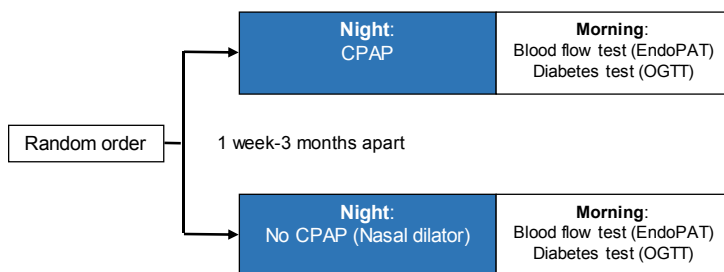 Night:
CPAP
Morning:
Blood flow test (EndoPAT)
Diabetes test (OGTT)
Random order
1 week-3 months apart
Night:
No CPAP (Nasal dilator)
Morning:
Blood flow test (EndoPAT)
Diabetes test (OGTT)